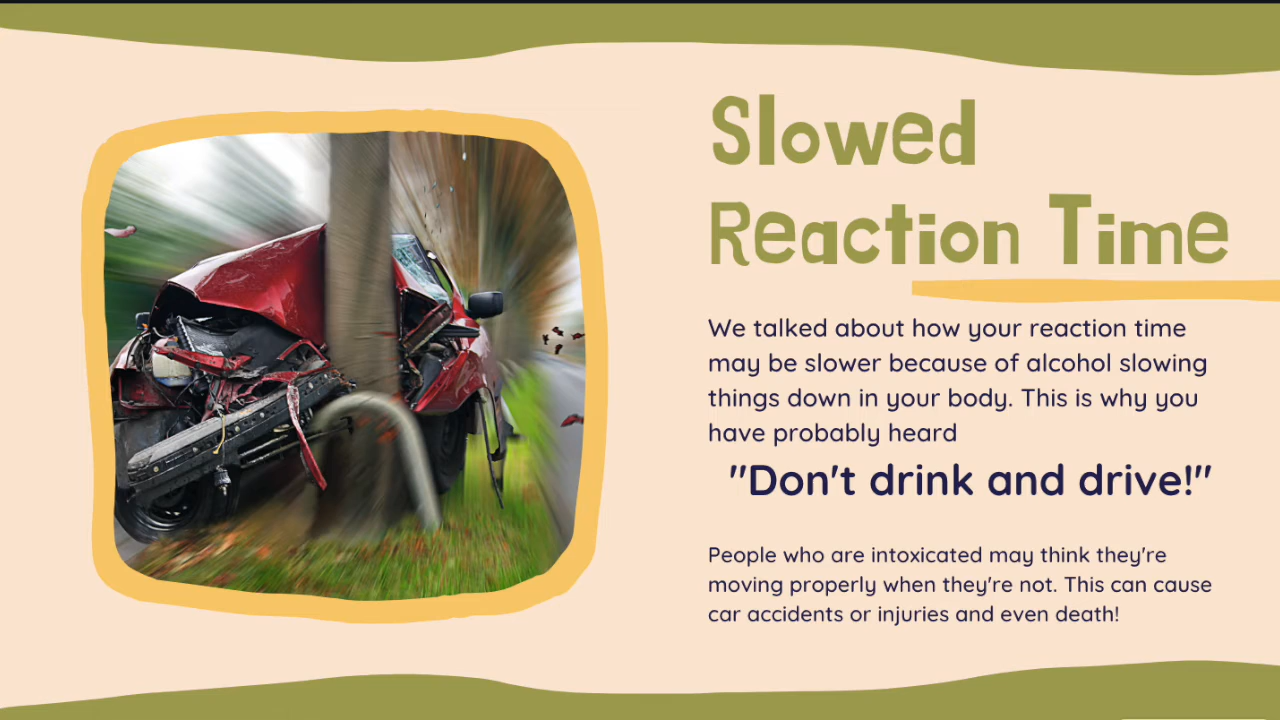 Slowed
Reaction Time
We talked about how your reaction time
may be slower because of alcohol slowing
things down in your body. This is why you
have probably heard
"Don't drink and drive!"
People who are intoxicated may think they're
moving properly when they're not. This can cause
car accidents or injuries and even death!